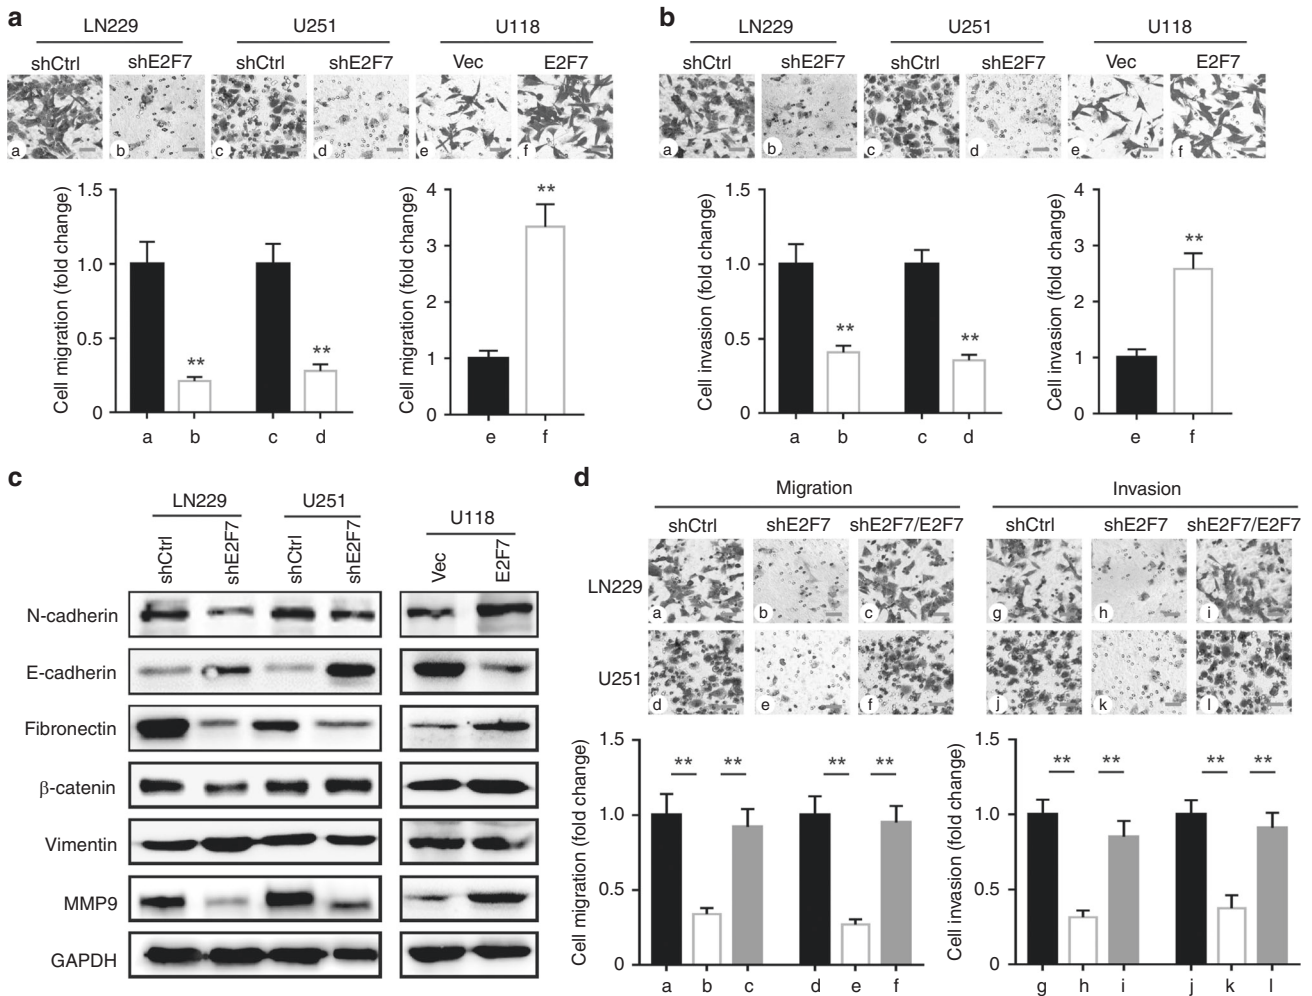 a
LN229 U251 U118
shCtrl shE2F7 shCtrl shE2F7 Vec E2F7
a b c d e f
Cell migration (fold change)
1.5
1.0
0.5
0
** **
a b c d
Cell migration (fold change)
4
3
2
1
0
**
e f
b
LN229 U251 U118
shCtrl shE2F7 shCtrl shE2F7 Vec E2F7
a b c d e f
Cell invasion (fold change)
1.5
1.0
0.5
0
** **
a b c d
Cell invasion (fold change)
4
3
2
1
0
**
e f
c
LN229 U251 U118
shCtrl shE2F7 shCtrl shE2F7 Vec E2F7
N-cadherin
E-cadherin
Fibronectin
β-catenin
Vimentin
MMP9
GAPDH
d
Migration Invasion
shCtrl shE2F7 shE2F7/E2F7 shCtrl shE2F7 shE2F7/E2F7
LN229
a b c g h i
U251
d e f j k l
Cell migration (fold change)
1.5
1.0
0.5
0
** ** ** **
a b c d e f
Cell invasion (fold change)
1.5
1.0
0.5
0
** ** ** **
g h i j k l